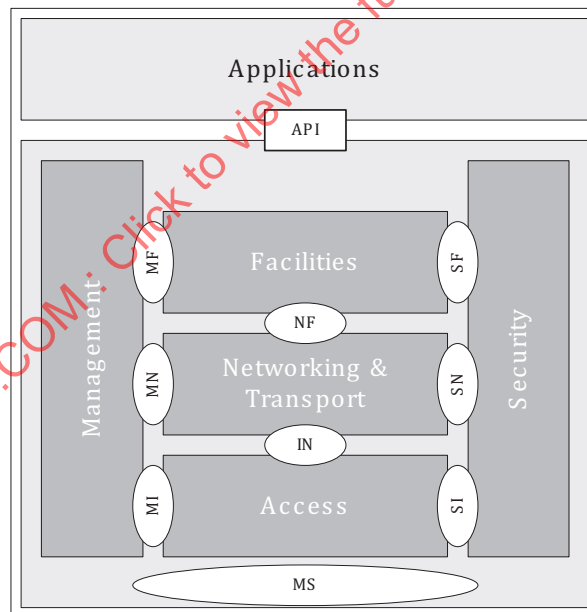 Applications
API
MF
Facilities
SF
NF
Management
MN
Networking &
Transport
SN
Security
IN
MI
Access
SI
MS
.COM: Click to view the fu